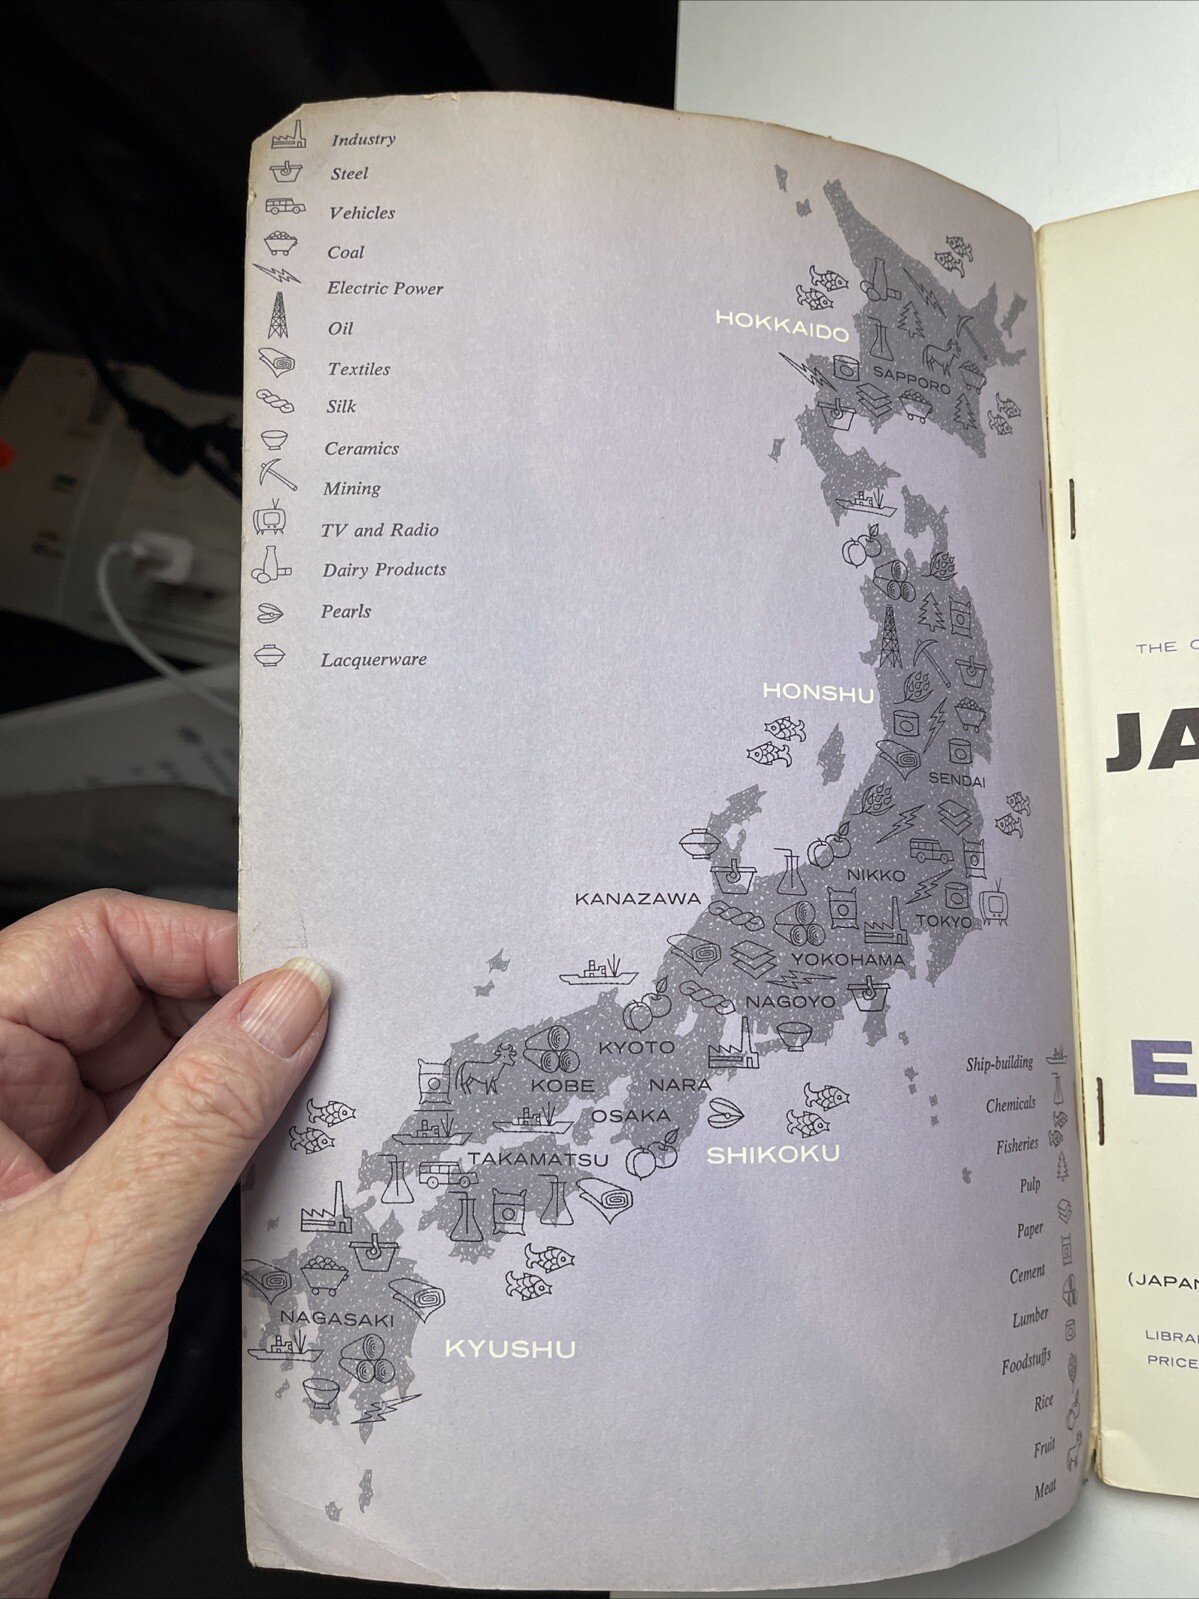 Industry
Steel
Vehicles
Coal
Electric Power
Oil
Textiles
Silk
Ceramics
Mining
TV and Radio
Dairy Products
Pearls
Lacquerware
HOKKAIDO
SAPPORO
HONSHU
SENDAI
NIKKO
KANAZAWA
TOKYO
YOKOHAMA
NAGOYO
KYOTO
KOBE
NARA
OSAKA
TAKAMATSU
SHIKOKU
NAGASAKI
KYUSHU
Ship-building
Chemicals
Fisheries
Pulp
Paper
Cement
Lumber
Foodstuffs
Rice
Fruit
Meat
THE
JA
E
(JAPAN
LIBRA
PRICE